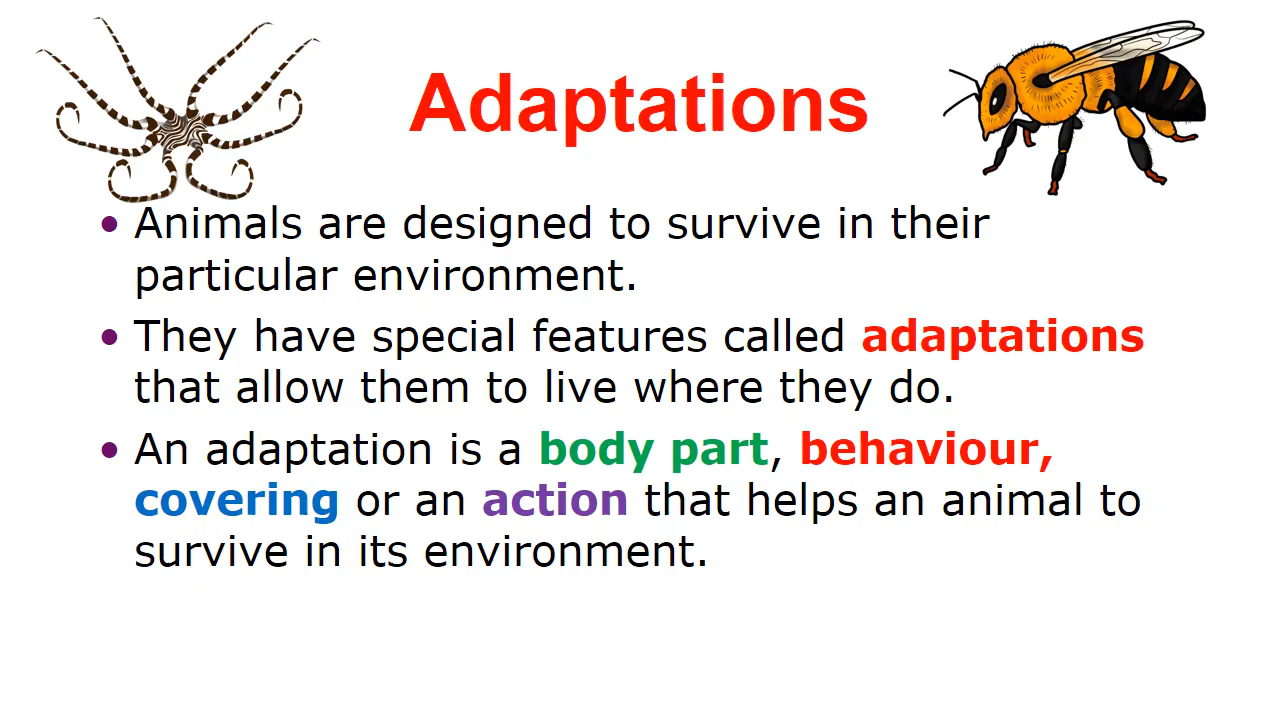 Adaptations
• Animals are designed to survive in their
particular environment.
• They have special features called adaptations
that allow them to live where they do.
• An adaptation is a body part, behaviour,
covering or an action that helps an animal to
survive in its environment.